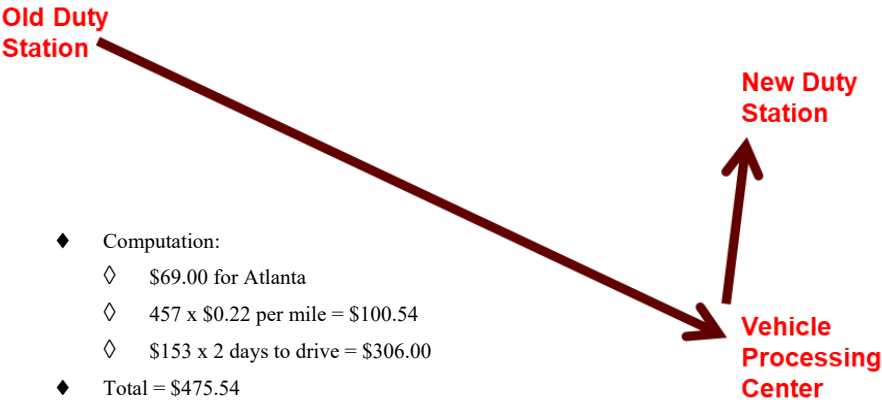 Old Duty
Station
New Duty
Station
♦ Computation:
◊ $69.00 for Atlanta
◊ 457 x $0.22 per mile = $100.54
◊ $153 x 2 days to drive = $306.00
♦ Total = $475.54
Vehicle
Processing
Center